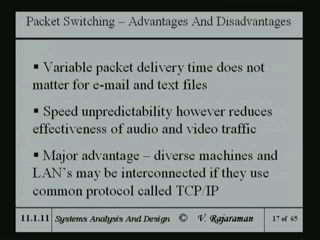 Packet Switching – Advantages And Disadvantages
▪ Variable packet delivery time does not
matter for e-mail and text files
▪ Speed unpredictability however reduces
effectiveness of audio and video traffic
▪ Major advantage – diverse machines and
LAN's may be interconnected if they use
common protocol called TCP/IP
11.1.11 Systems Analysis And Design © V. Rajaraman 17 of 65